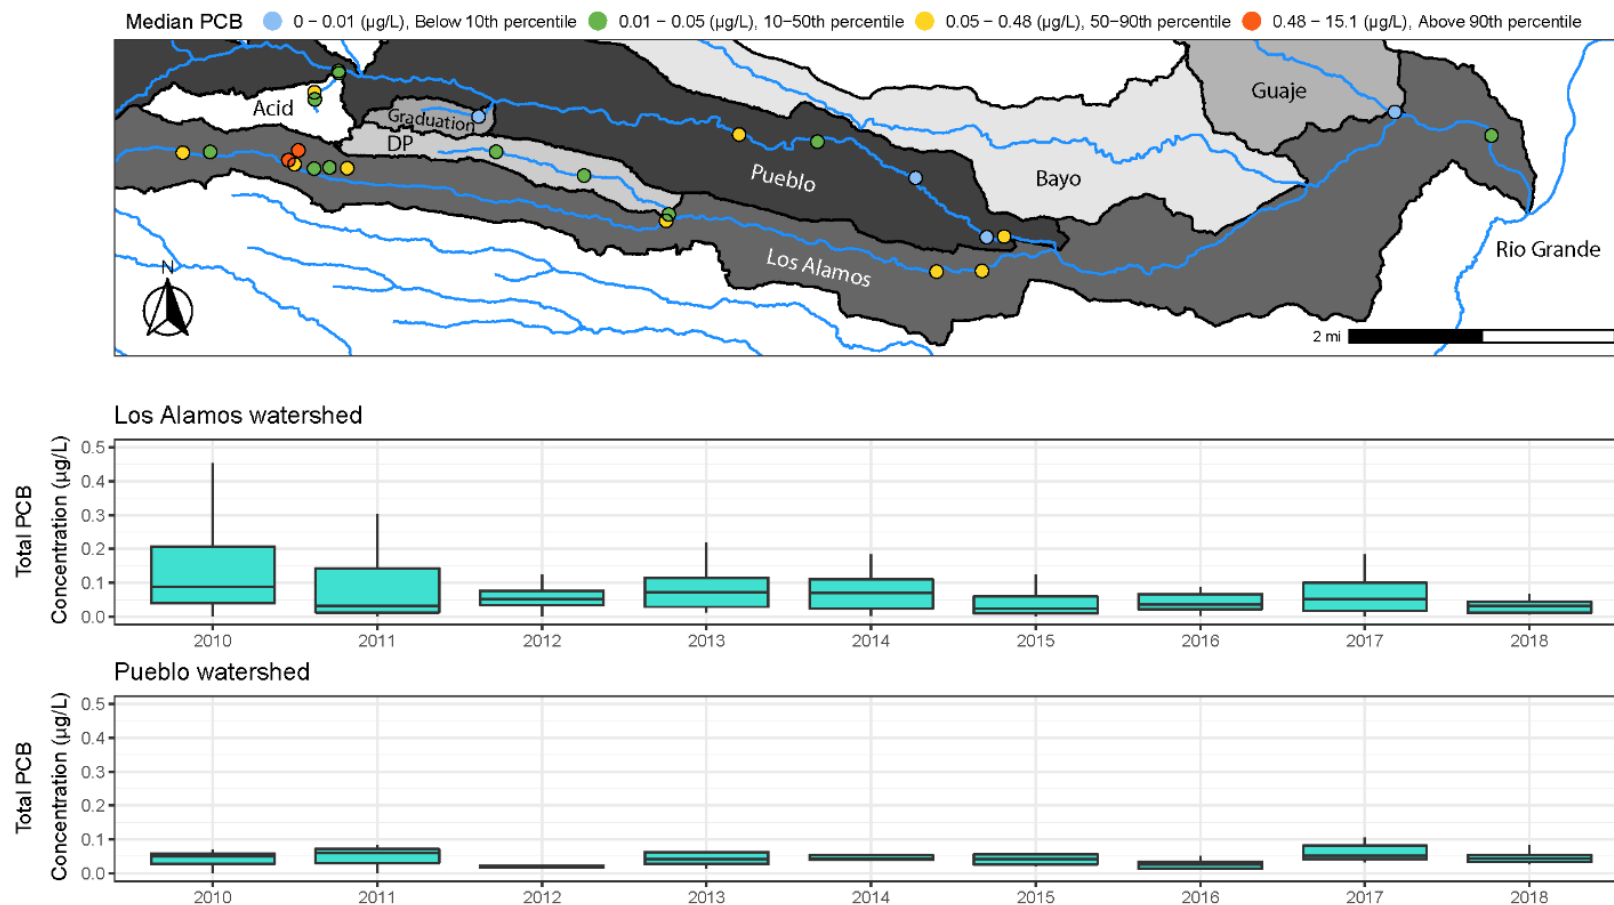 Median PCB 0 – 0.01 (µg/L), Below 10th percentile 0.01 – 0.05 (µg/L), 10–50th percentile 0.05 – 0.48 (µg/L), 50–90th percentile 0.48 – 15.1 (µg/L), Above 90th percentile
Guaje
Acid
Graduation
DP
Pueblo
Bayo
Los Alamos
Rio Grande
N
2 mi
Los Alamos watershed
Total PCB
Concentration (µg/L)
0.5
0.4
0.3
0.2
0.1
0.0
2010 2011 2012 2013 2014 2015 2016 2017 2018
Pueblo watershed
Total PCB
Concentration (µg/L)
0.5
0.4
0.3
0.2
0.1
0.0
2010 2011 2012 2013 2014 2015 2016 2017 2018